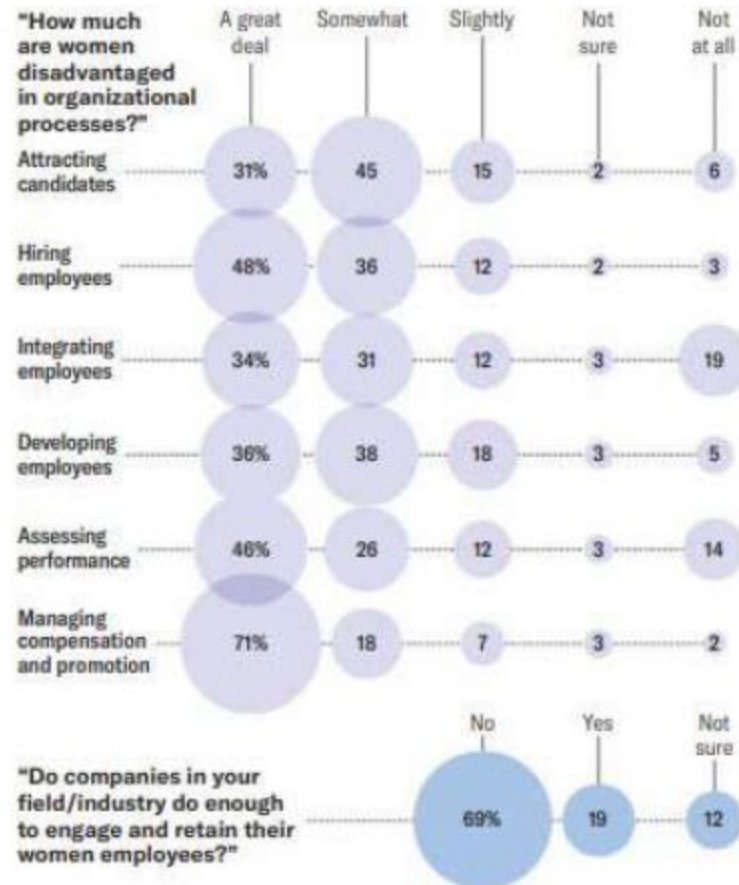 "How much
are women
disadvantaged
in organizational
processes?"
A great
deal
Somewhat
Slightly
Not
sure
Not
at all
Attracting
candidates
31% 45 15 2 6
Hiring
employees
48% 36 12 2 3
Integrating
employees
34% 31 12 3 19
Developing
employees
36% 38 18 3 5
Assessing
performance
46% 26 12 3 14
Managing
compensation
and promotion
71% 18 7 3 2
No
Yes
Not
sure
"Do companies in your
field/industry do enough
to engage and retain their
women employees?"
69% 19 12